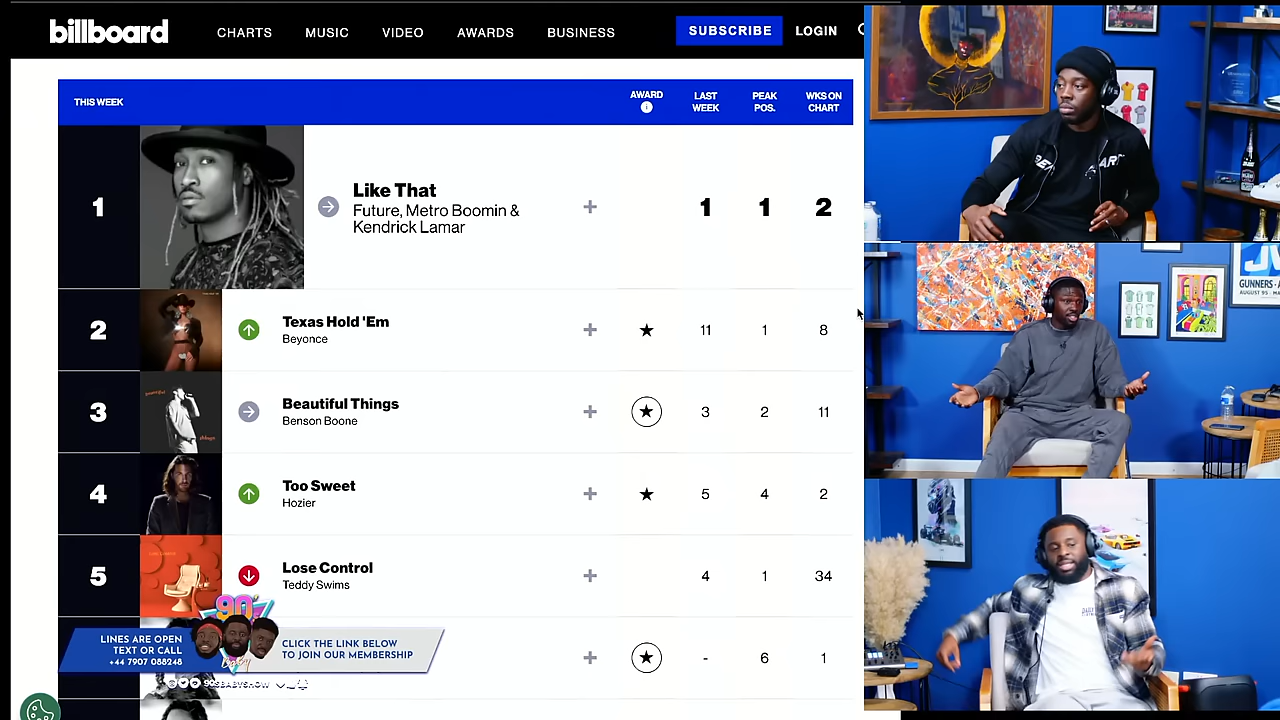 billboard
CHARTS
MUSIC
VIDEO
AWARDS
BUSINESS
SUBSCRIBE
LOGIN
THIS WEEK
AWARD
LAST
WEEK
PEAK
POS.
WKS ON
CHART
1
Like That
Future, Metro Boomin &
Kendrick Lamar
+
1
1
2
2
Texas Hold 'Em
Beyonce
+
★
11
1
8
3
Beautiful Things
Benson Boone
+
★
3
2
11
4
Too Sweet
Hozier
+
★
5
4
2
5
Lose Control
Teddy Swims
+
4
1
34
+
★
-
6
1
90
LINES ARE OPEN
TEXT OR CALL
+44 7907 088248
CLICK THE LINK BELOW
TO JOIN OUR MEMBERSHIP
90SBABYSHOW
GUNNERS
AUGUST 95